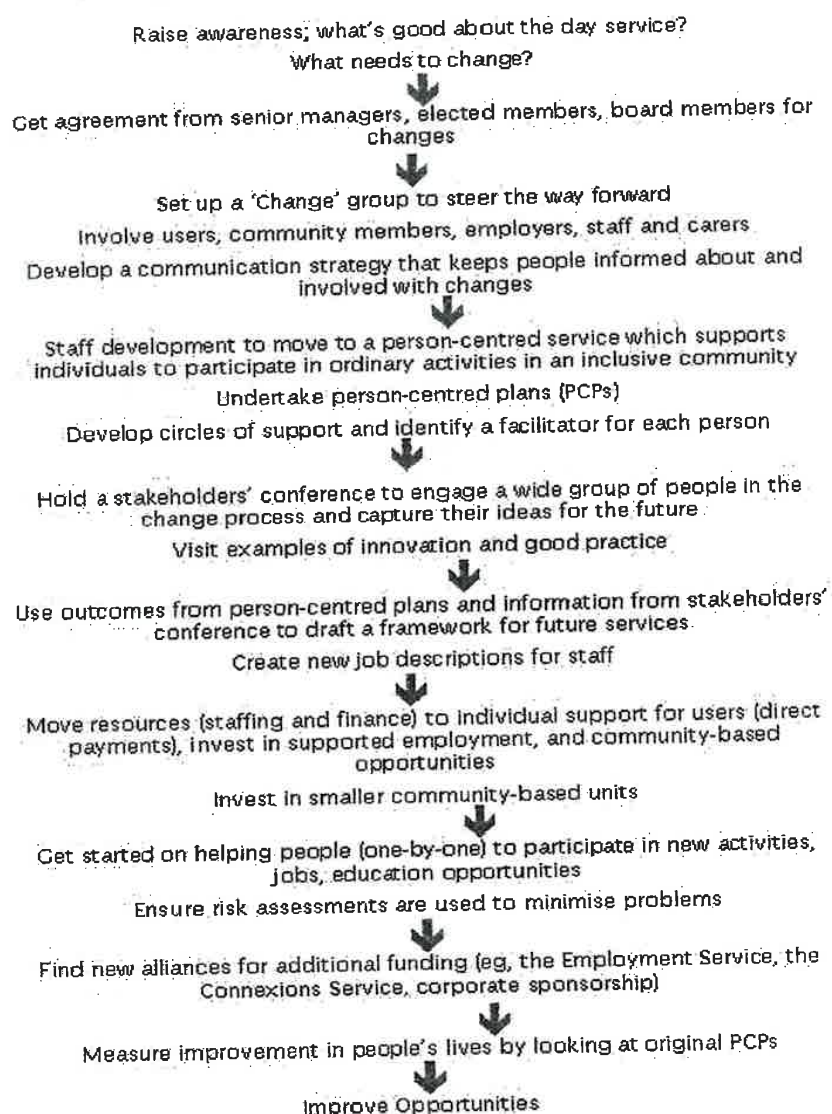 Raise awareness; what's good about the day service?
What needs to change?
Get agreement from senior managers, elected members, board members for
changes
Set up a 'Change' group to steer the way forward
Involve users, community members, employers, staff and carers
Develop a communication strategy that keeps people informed about and
involved with changes
Staff development to move to a person-centred service which supports
individuals to participate in ordinary activities in an inclusive community
Undertake person-centred plans (PCPs)
Develop circles of support and identify a facilitator for each person
Hold a stakeholders' conference to engage a wide group of people in the
change process and capture their ideas for the future
Visit examples of innovation and good practice
Use outcomes from person-centred plans and information from stakeholders'
conference to draft a framework for future services
Create new job descriptions for staff
Move resources (staffing and finance) to individual support for users (direct
payments), invest in supported employment, and community-based
opportunities
Invest in smaller community-based units
Get started on helping people (one-by-one) to participate in new activities,
jobs, education opportunities
Ensure risk assessments are used to minimise problems
Find new alliances for additional funding (eg, the Employment Service, the
Connexions Service, corporate sponsorship)
Measure improvement in people's lives by looking at original PCPs
Improve Opportunities